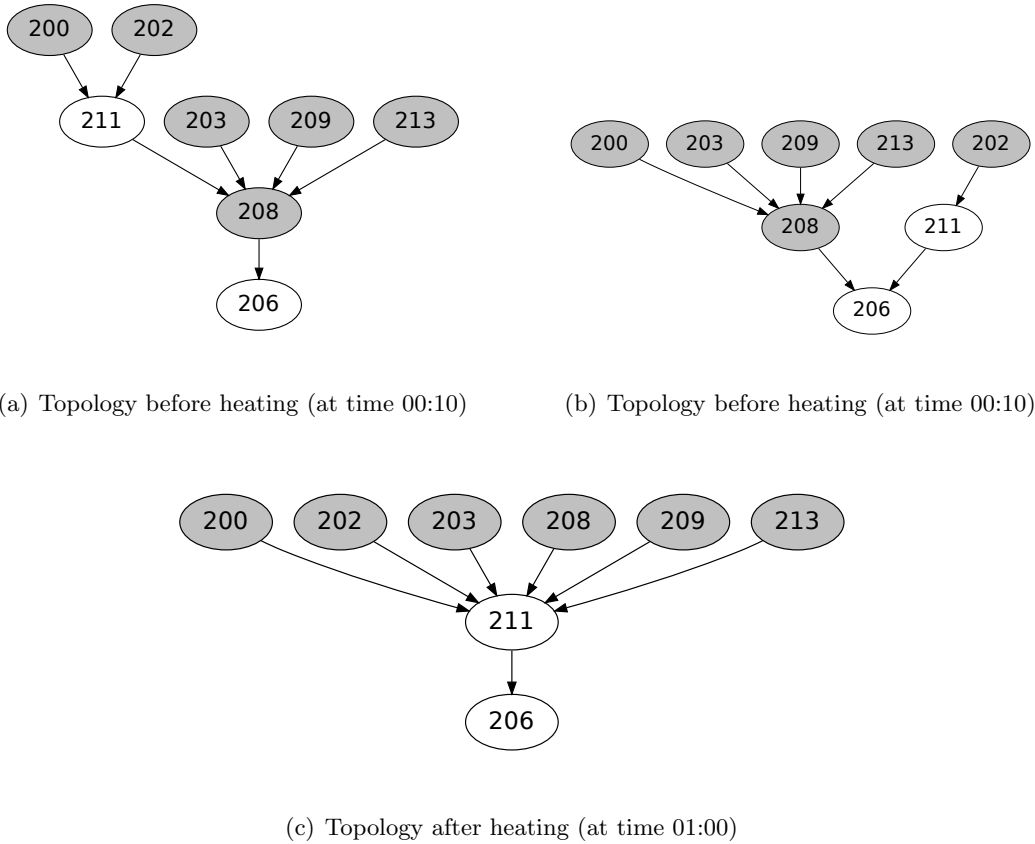 200 202
211 203 209 213
208
206
(a) Topology before heating (at time 00:10)
200 203 209 213 202
208 211
206
(b) Topology before heating (at time 00:10)
200 202 203 208 209 213
211
206
(c) Topology after heating (at time 01:00)